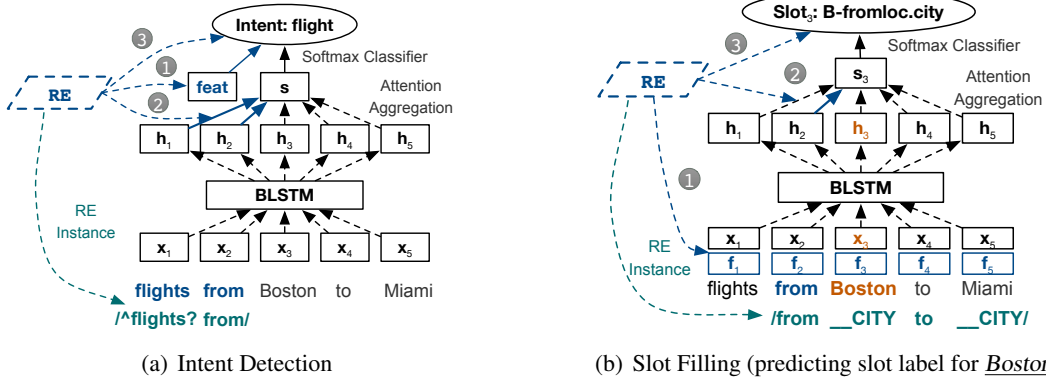 Intent: flight
3
Softmax Classifier
1
RE
feat
s
Attention
Aggregation
2
h1 h2 h3 h4 h5
BLSTM
RE
Instance
x1 x2 x3 x4 x5
flights from Boston to Miami
/^flights? from/
(a) Intent Detection
Slot3: B-fromloc.city
3
Softmax Classifier
RE
2
s3
Attention
Aggregation
h1 h2 h3 h4 h5
1
BLSTM
RE
Instance
x1 x2 x3 x4 x5
f1 f2 f3 f4 f5
flights from Boston to Miami
/from __CITY to __CITY/
(b) Slot Filling (predicting slot label for Boston